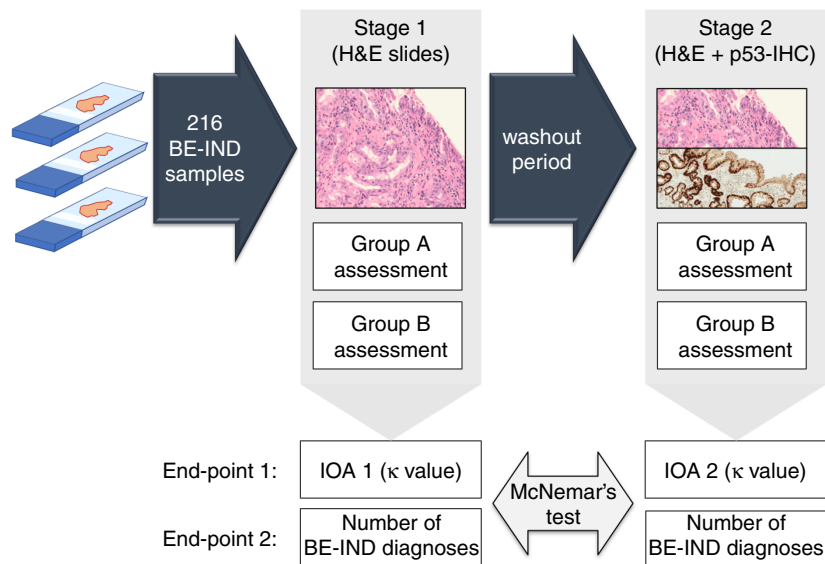 Stage 1
(H&E slides)
Stage 2
(H&E + p53-IHC)
216
BE-IND
samples
washout
period
Group A
assessment
Group A
assessment
Group B
assessment
Group B
assessment
End-point 1:
IOA 1 (κ value)
IOA 2 (κ value)
McNemar's
test
End-point 2:
Number of
BE-IND diagnoses
Number of
BE-IND diagnoses